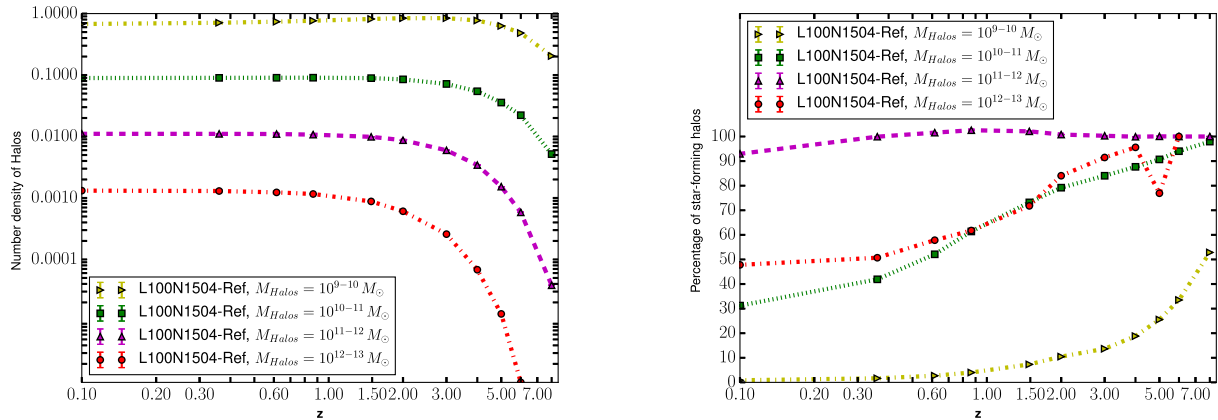 Number density of Halos
1.0000
0.1000
0.0100
0.0010
0.0001
L100N1504-Ref, M_Halos = 10^{9−10} M_⊙
L100N1504-Ref, M_Halos = 10^{10−11} M_⊙
L100N1504-Ref, M_Halos = 10^{11−12} M_⊙
L100N1504-Ref, M_Halos = 10^{12−13} M_⊙
0.10 0.20 0.30 1.00 1.50 2.00 3.00 4.00 5.00 7.00
z
Percentage of star-forming halos
L100N1504-Ref, M_Halos = 10^{9−10} M_⊙
L100N1504-Ref, M_Halos = 10^{10−11} M_⊙
L100N1504-Ref, M_Halos = 10^{11−12} M_⊙
L100N1504-Ref, M_Halos = 10^{12−13} M_⊙
100
90
80
70
60
50
40
30
20
10
0
0.10 0.20 0.30 1.00 1.50 2.00 3.00 4.00 5.00 7.00
z